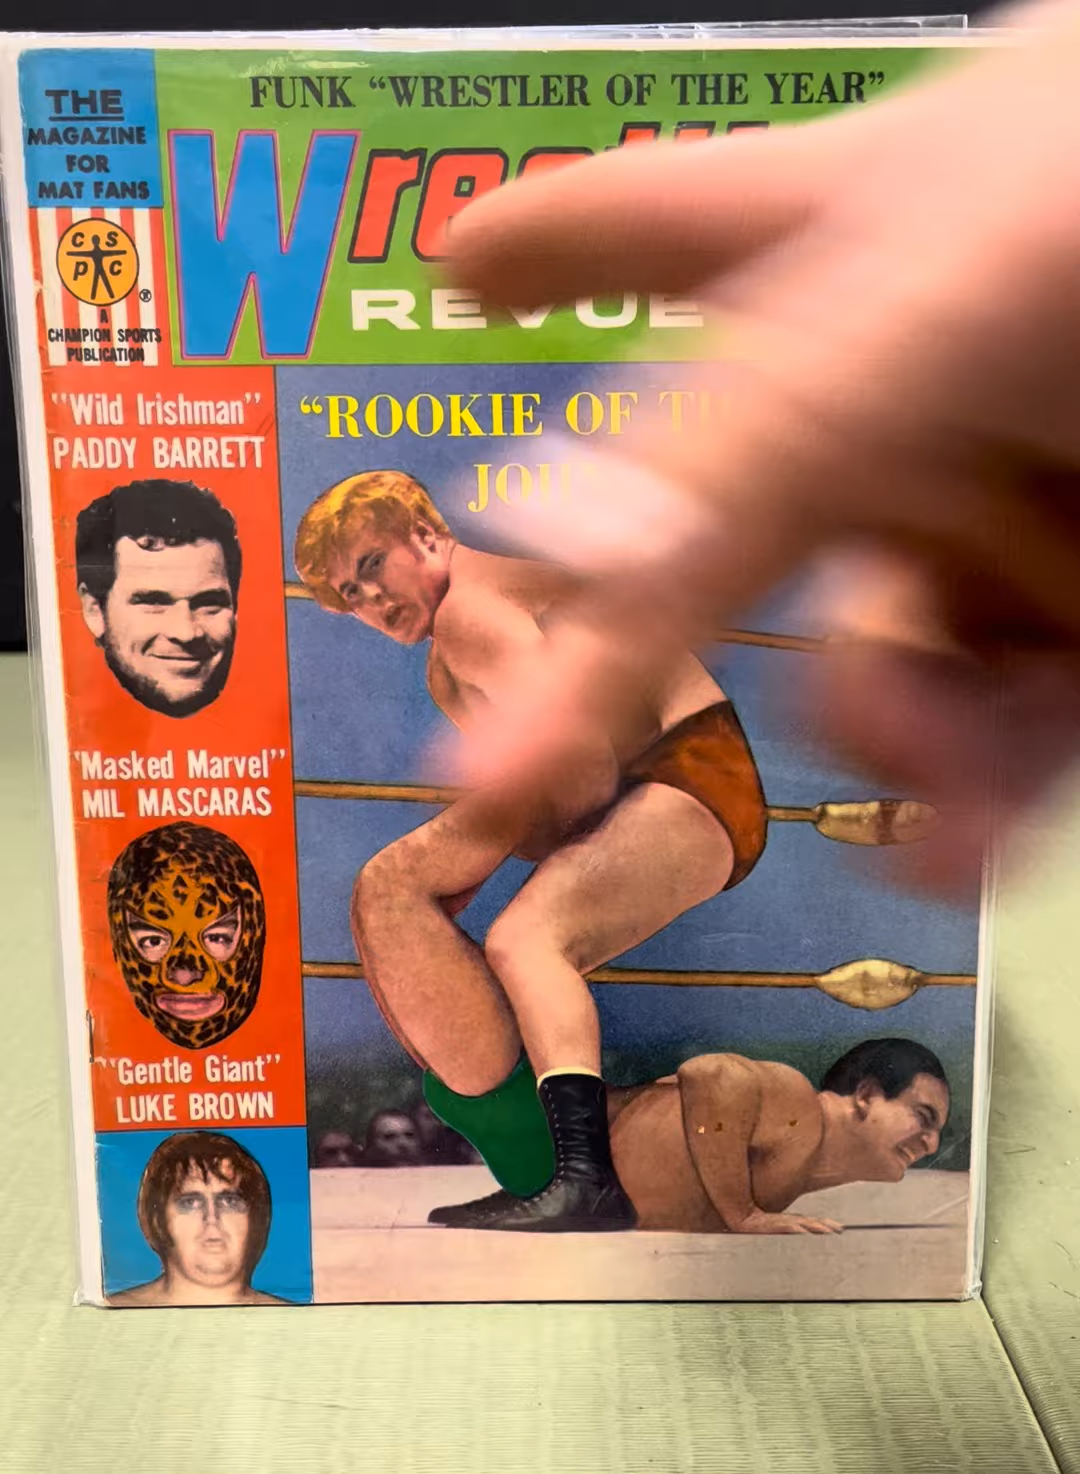 FUNK “WRESTLER OF THE YEAR”
THE
MAGAZINE
FOR
MAT FANS
REVUE
C S
P C
®
A
CHAMPION SPORTS
PUBLICATION
"Wild Irishman"
PADDY BARRETT
“ROOKIE OF
"Masked Marvel"
MIL MASCARAS
"Gentle Giant"
LUKE BROWN